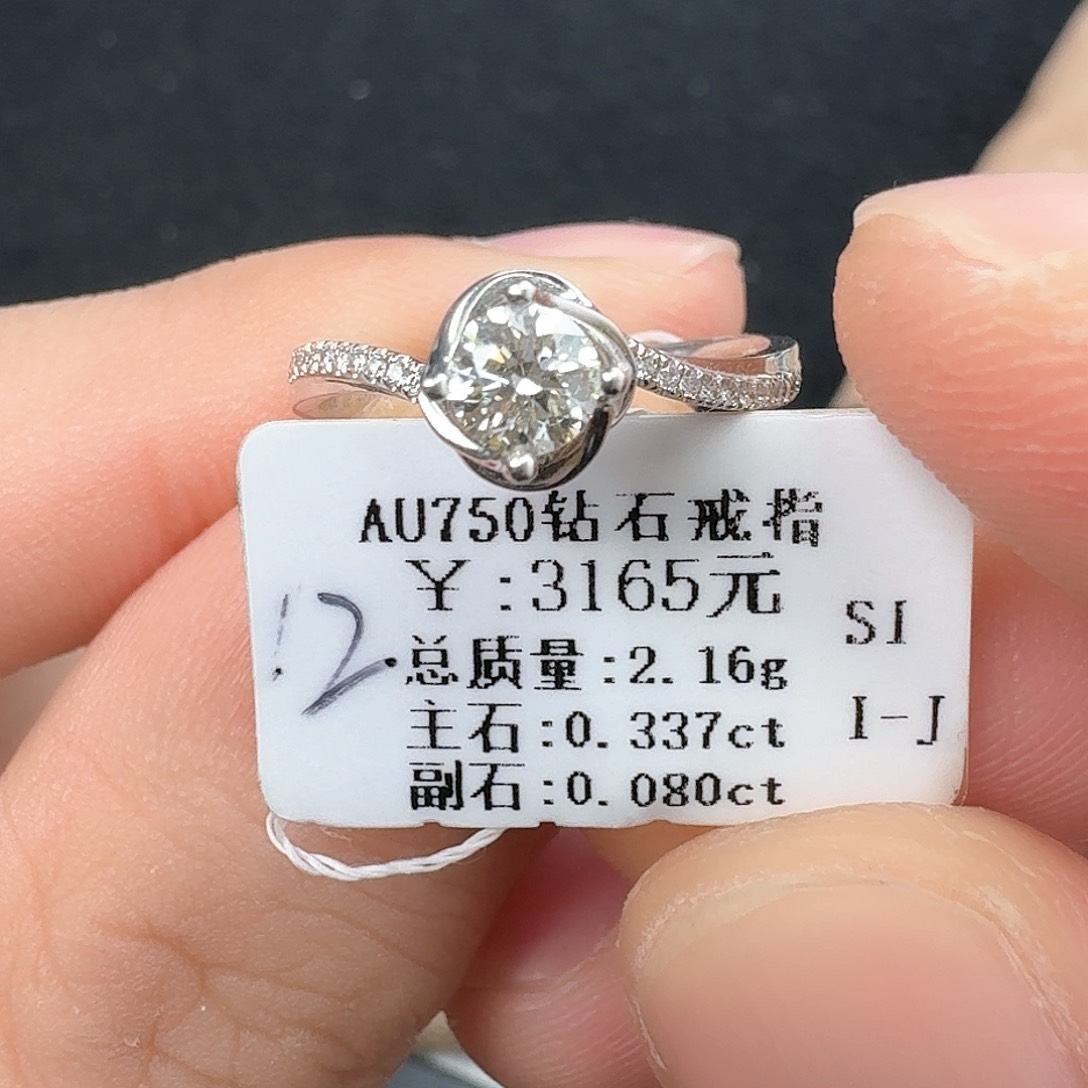 AU750钻石戒指
¥:3165元
SI
12.
总质量:2.16g
主石:0.337ct
I-J
副石:0.080ct